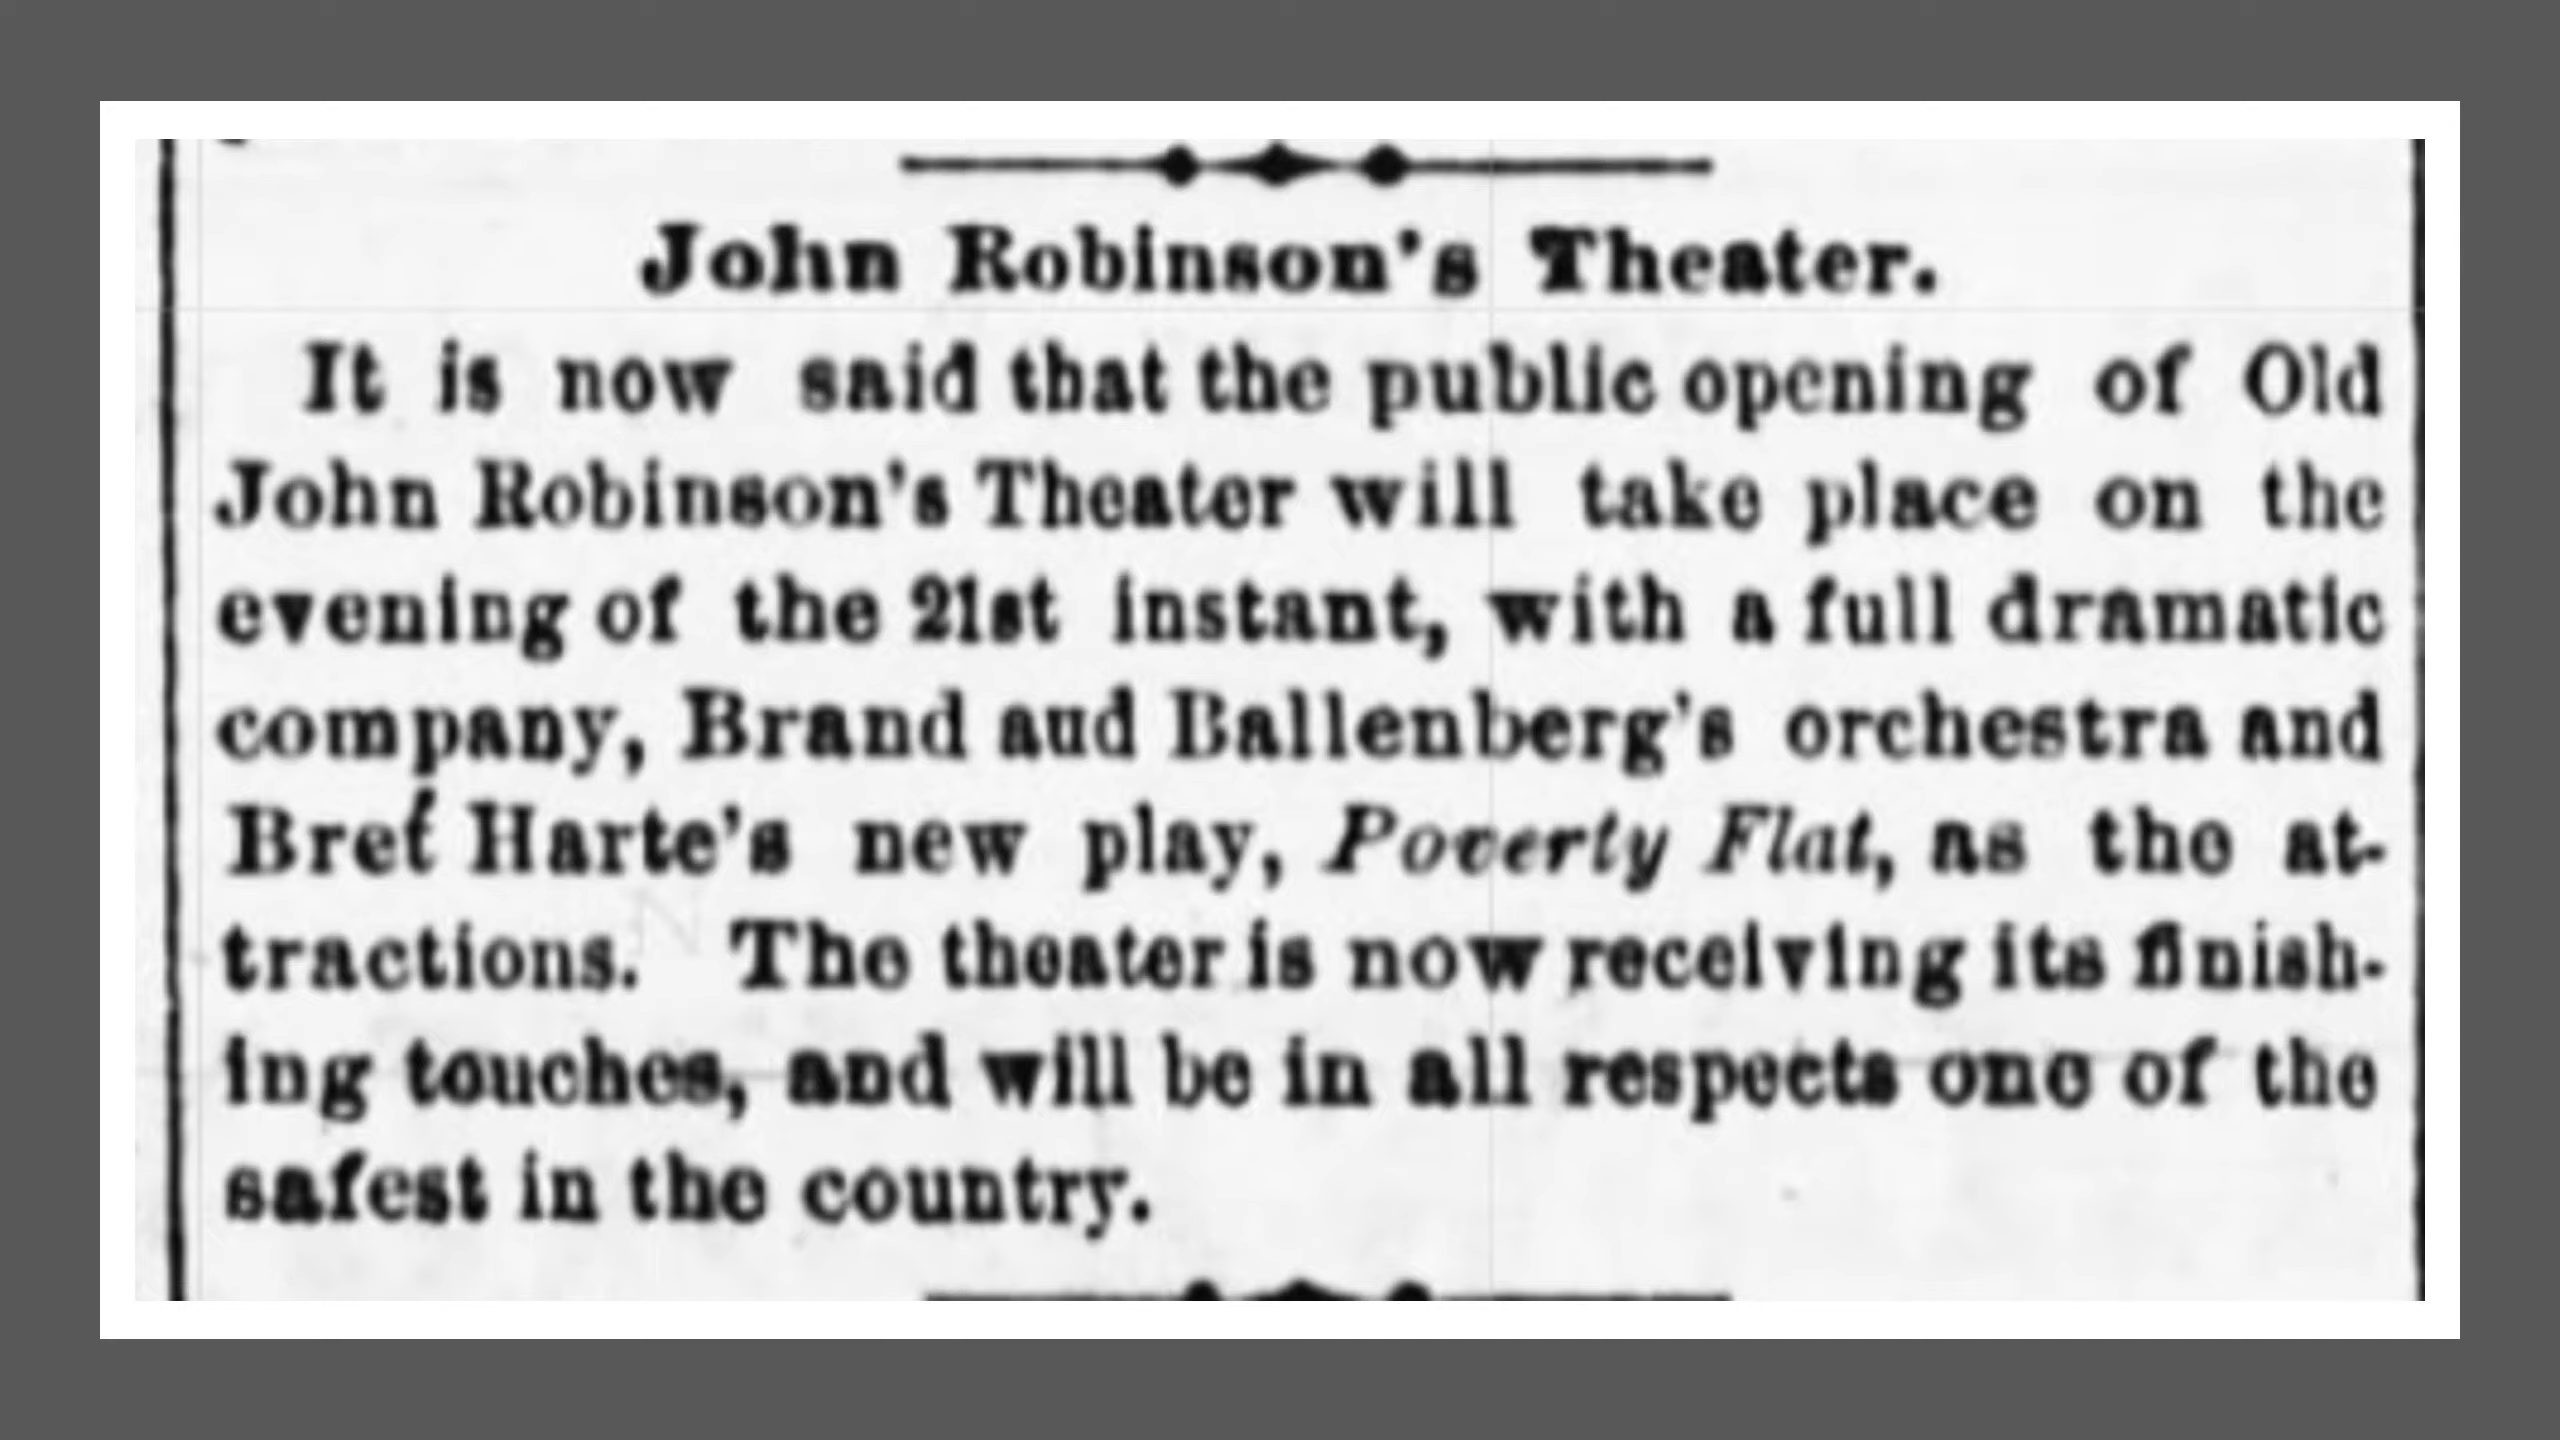 John Robinson's Theater.
It is now said that the public opening of Old
John Robinson's Theater will take place on the
evening of the 21st instant, with a full dramatic
company, Brand aud Ballenberg's orchestra and
Bret Harte's new play, Poverty Flat, as the at-
tractions. The theater is now receiving its finish-
ing touches, and will be in all respects one of the
safest in the country.